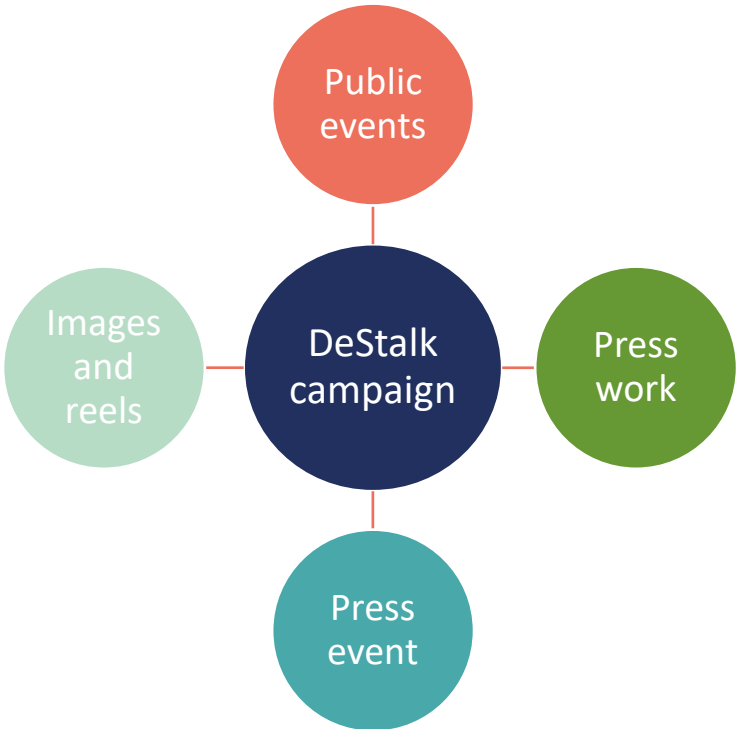 Public
events
Images
and
reels
DeStalk
campaign
Press
work
Press
event